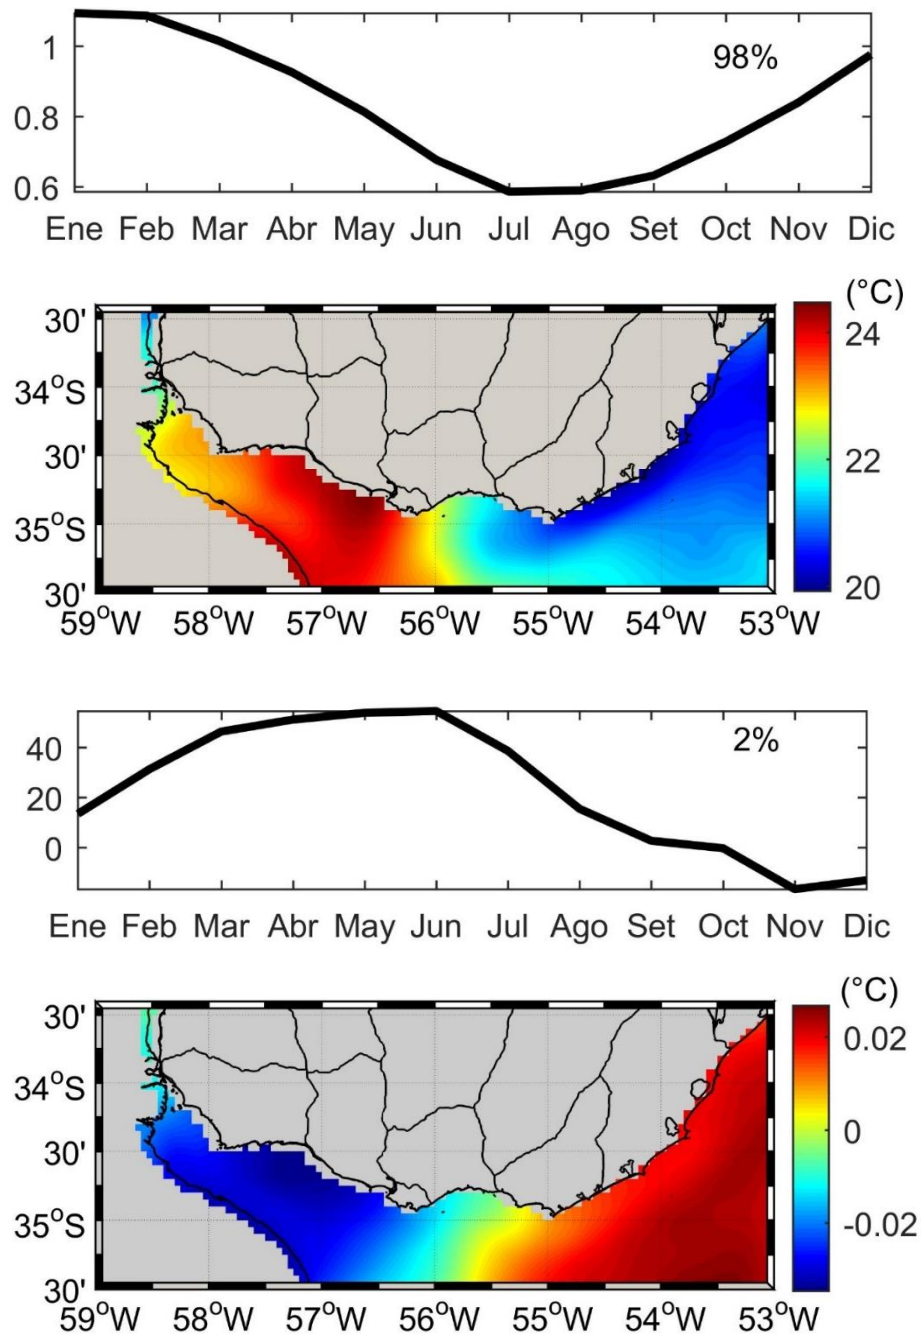 1
98%
0.8
0.6
Ene Feb Mar Abr May Jun Jul Ago Set Oct Nov Dic
(°C)
30'
24
34°S
30'
22
35°S
30'
20
59°W 58°W 57°W 56°W 55°W 54°W 53°W
40
2%
20
0
Ene Feb Mar Abr May Jun Jul Ago Set Oct Nov Dic
(°C)
30'
0.02
34°S
0
30'
35°S
-0.02
30'
59°W 58°W 57°W 56°W 55°W 54°W 53°W